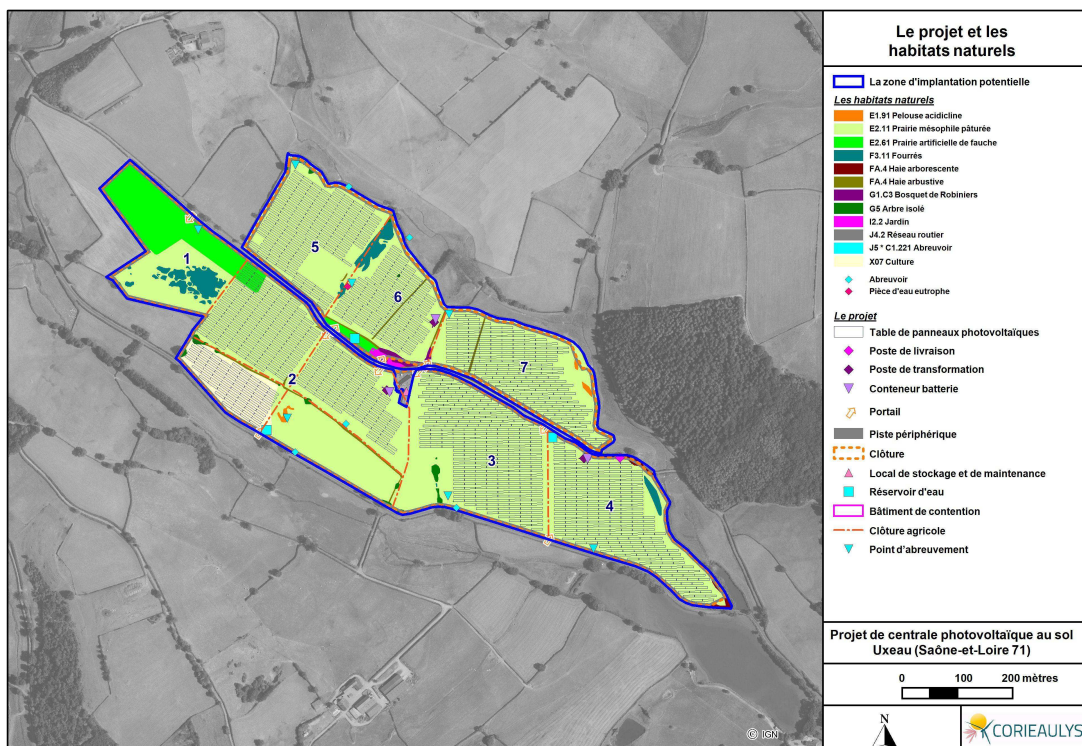 Le projet et les
habitats naturels
La zone d'implantation potentielle
Les habitats naturels
E1.91 Pelouse acidicline
E2.11 Prairie mésophile pâturée
E2.61 Prairie artificielle de fauche
F3.11 Fourrés
FA.4 Haie arborescente
FA.4 Haie arbustive
G1.C3 Bosquet de Robiniers
G5 Arbre isolé
I2.2 Jardin
J4.2 Réseau routier
J5 * C1.221 Abreuvoir
X07 Culture
Abreuvoir
Pièce d'eau eutrophe
Le projet
Table de panneaux photovoltaïques
Poste de livraison
Poste de transformation
Conteneur batterie
Portail
Piste périphérique
Clôture
Local de stockage et de maintenance
Réservoir d'eau
Bâtiment de contention
Clôture agricole
Point d'abreuvement
Projet de centrale photovoltaïque au sol
Uxeau (Saône-et-Loire 71)
0 100 200 mètres
N
CORIEAULYS
1
5
6
2
7
3
4
© IGN